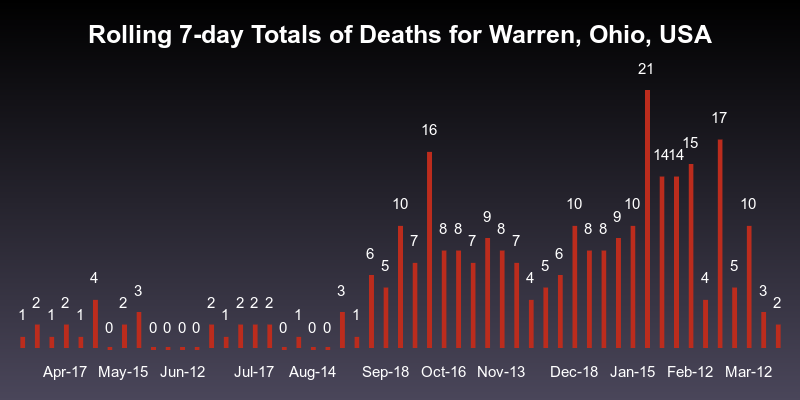 Rolling 7-day Totals of Deaths for Warren, Ohio, USA
1 2 1 2 1 4 0 2 3 0 0 0 0 2 1 2 2 2 0 1 0 0 3 1 6 5 10 7 16 8 8 7 9 8 7 4 5 6 10 8 8 9 10 21 14 14 15 4 17 5 10 3 2
Apr-17 May-15 Jun-12 Jul-17 Aug-14 Sep-18 Oct-16 Nov-13 Dec-18 Jan-15 Feb-12 Mar-12